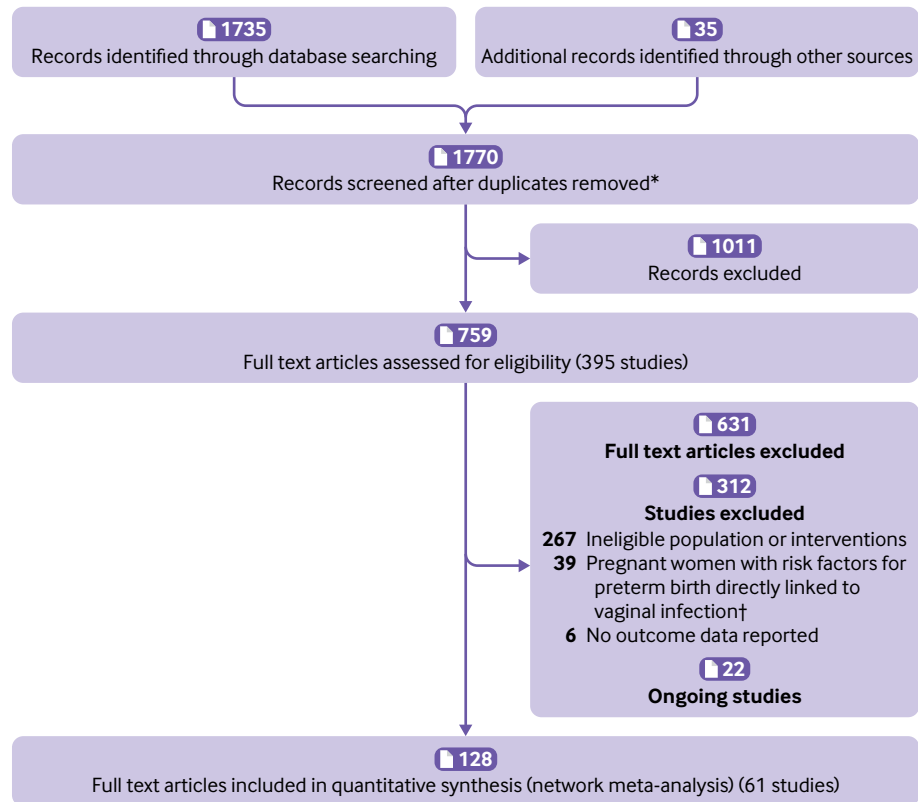 1735
Records identified through database searching
35
Additional records identified through other sources
1770
Records screened after duplicates removed*
1011
Records excluded
759
Full text articles assessed for eligibility (395 studies)
631
Full text articles excluded
312
Studies excluded
267 Ineligible population or interventions
39 Pregnant women with risk factors for
preterm birth directly linked to
vaginal infection†
6 No outcome data reported
22
Ongoing studies
128
Full text articles included in quantitative synthesis (network meta-analysis) (61 studies)